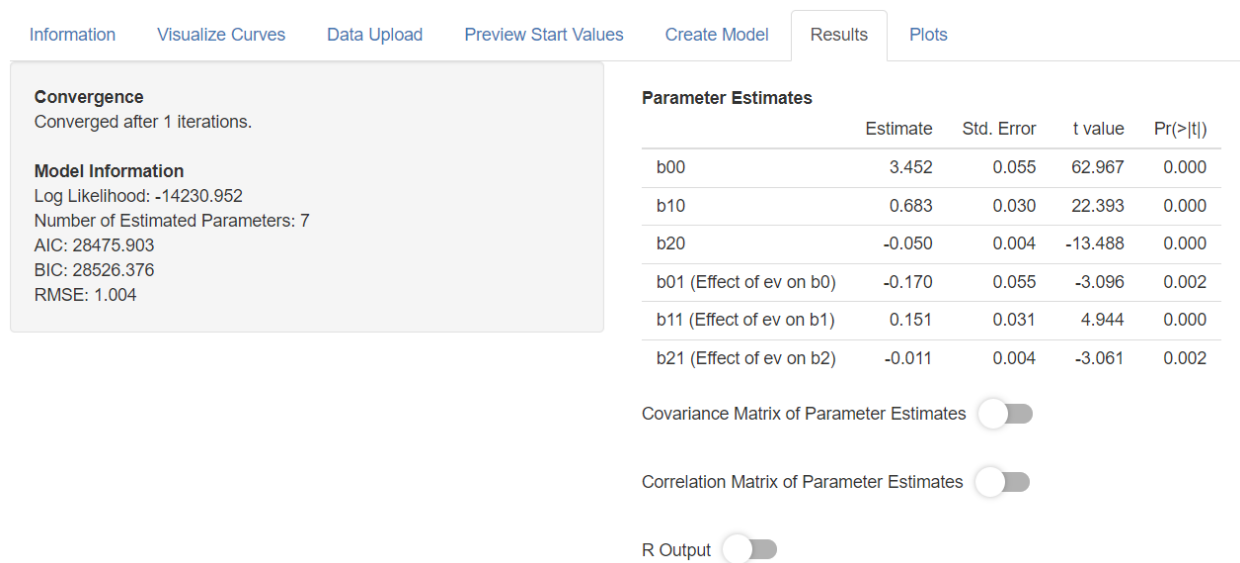 Information Visualize Curves Data Upload Preview Start Values Create Model Results Plots
Convergence
Converged after 1 iterations.
Model Information
Log Likelihood: -14230.952
Number of Estimated Parameters: 7
AIC: 28475.903
BIC: 28526.376
RMSE: 1.004
Parameter Estimates
Estimate Std. Error t value Pr(>|t|)
b00 3.452 0.055 62.967 0.000
b10 0.683 0.030 22.393 0.000
b20 -0.050 0.004 -13.488 0.000
b01 (Effect of ev on b0) -0.170 0.055 -3.096 0.002
b11 (Effect of ev on b1) 0.151 0.031 4.944 0.000
b21 (Effect of ev on b2) -0.011 0.004 -3.061 0.002
Covariance Matrix of Parameter Estimates
Correlation Matrix of Parameter Estimates
R Output